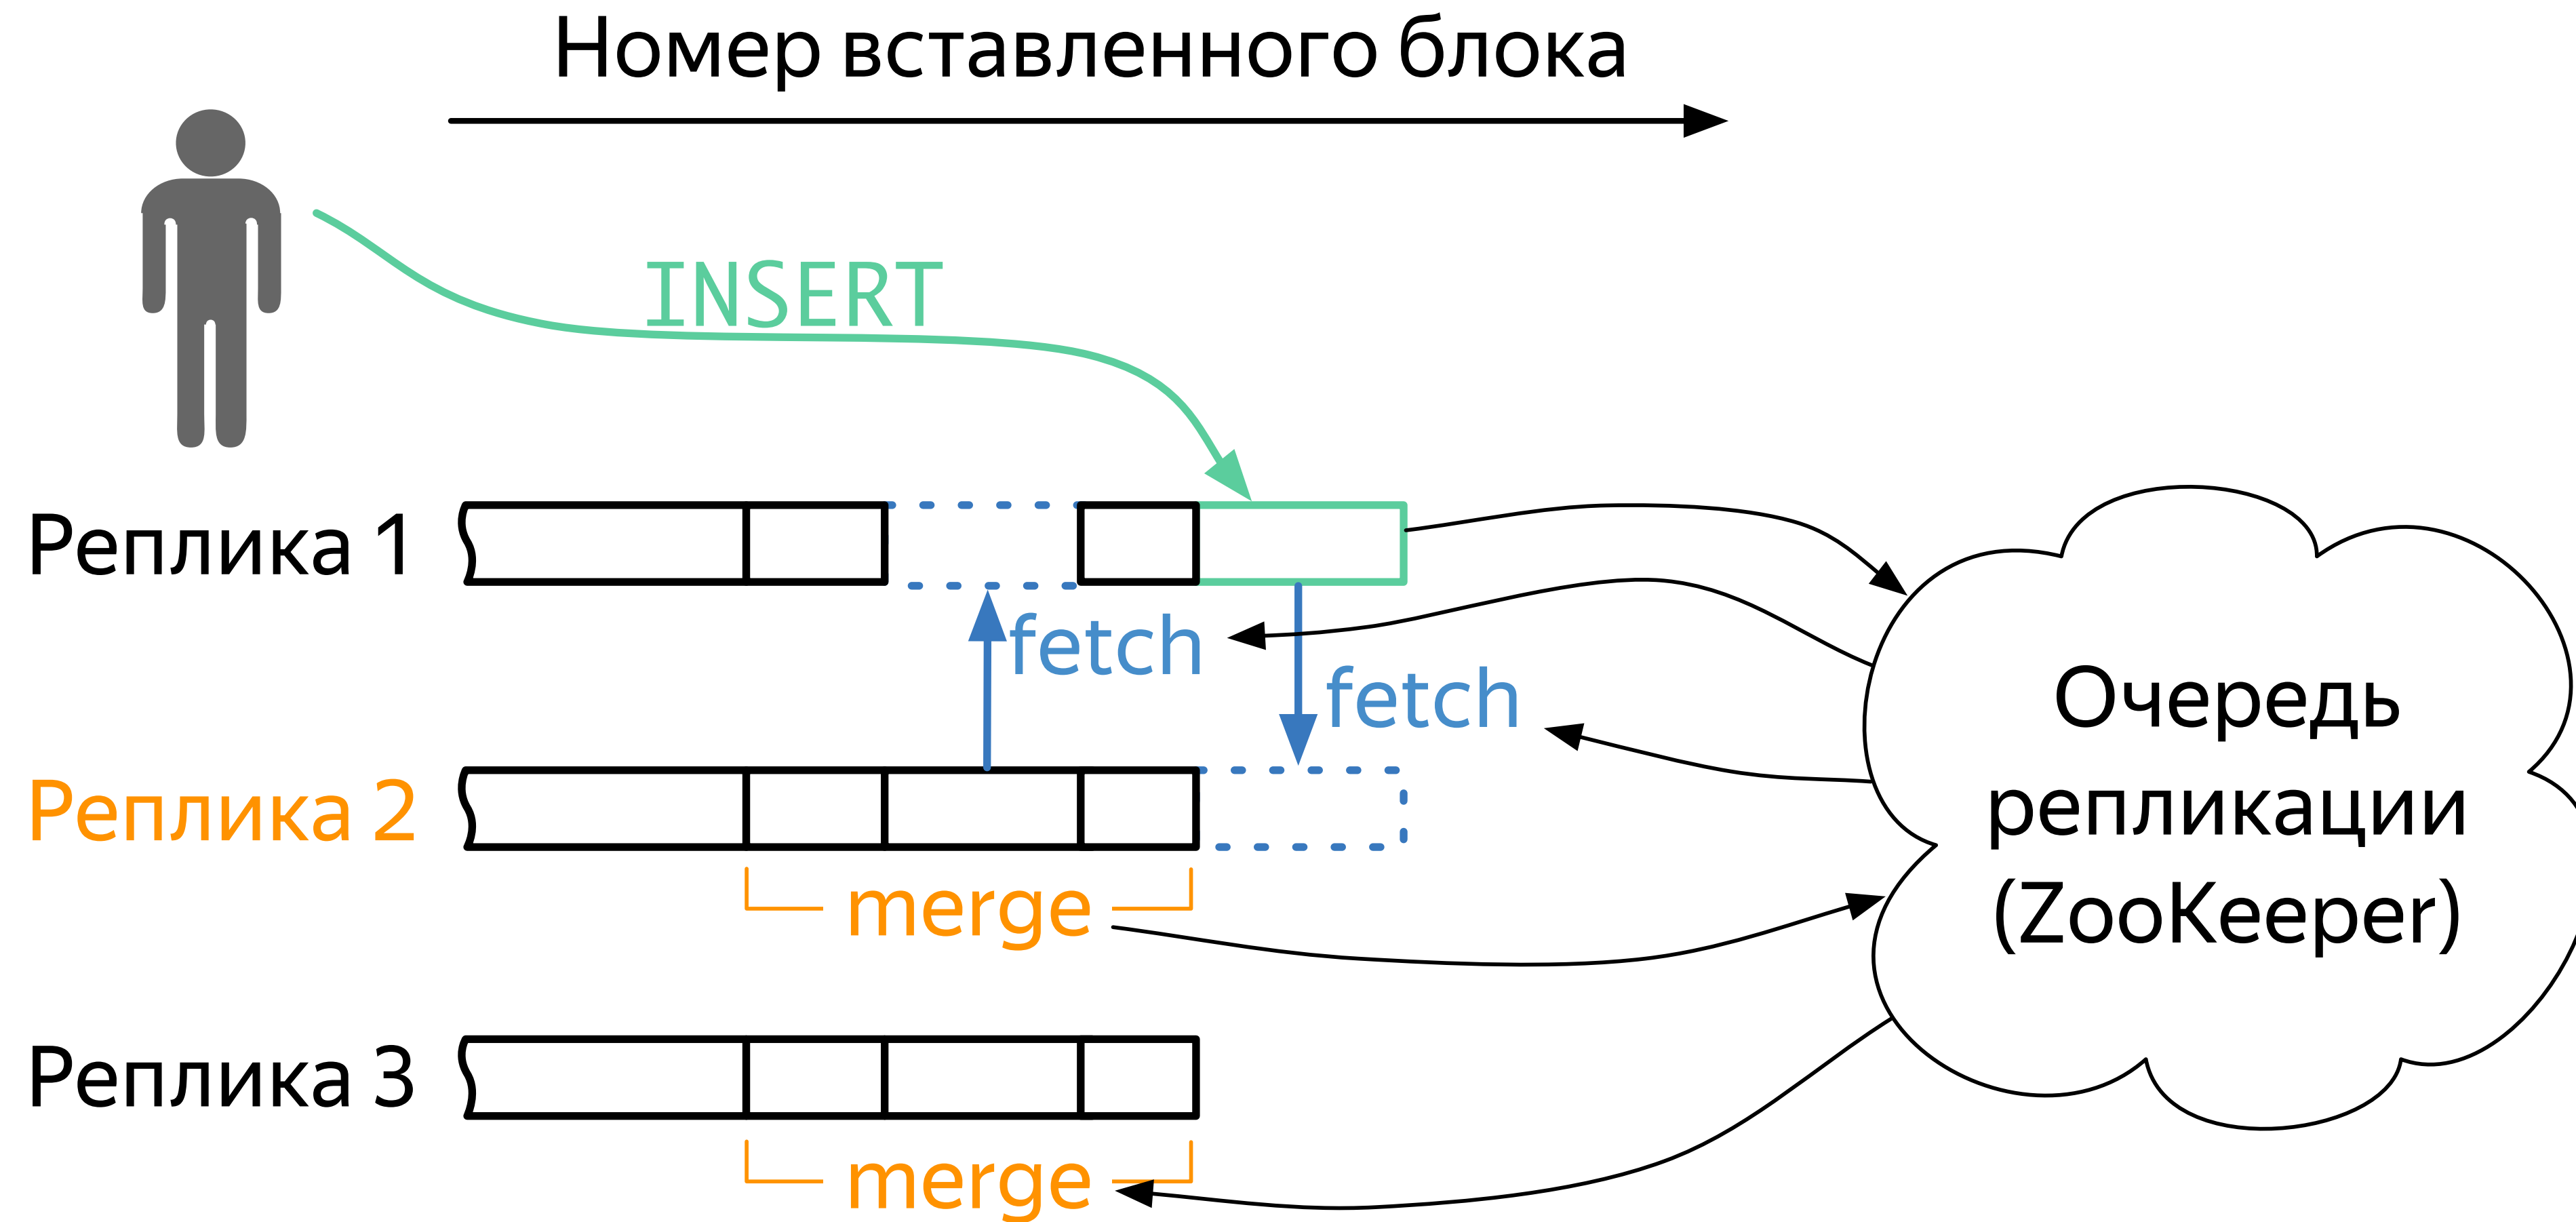 Номер вставленного блока
INSERT
Реплика 1
fetch
fetch
Реплика 2
merge
Реплика 3
merge
Очередь
репликации
(ZooKeeper)